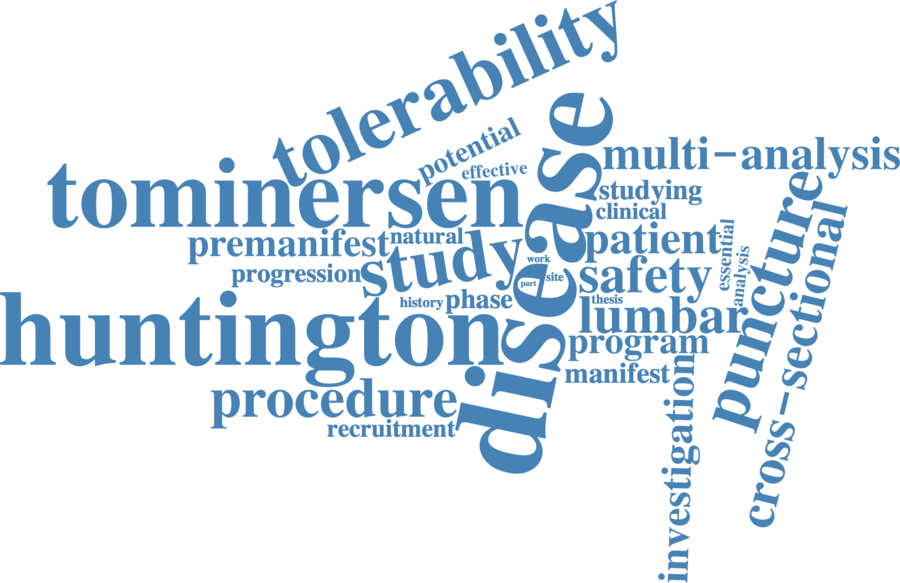 tolerability
potential
effective
tominersen
disease
multi-analysis
studying
clinical
premanifest
natural
study
patient
essential
puncture
cross-sectional
progression
work
part
site
safety
analysis
history
phase
thesis
huntington
lumbar
program
manifest
procedure
recruitment
investigation